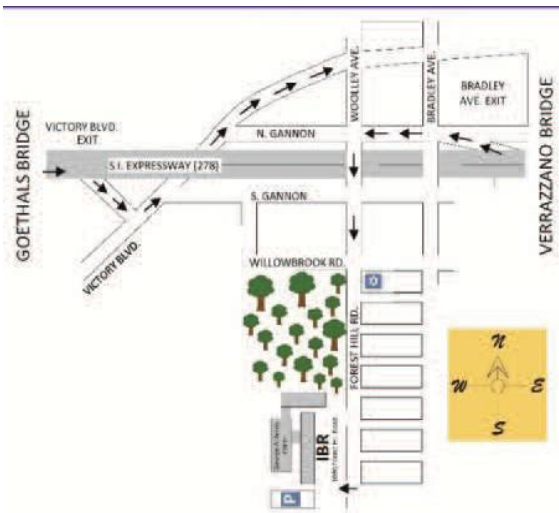 WOOLLEY AVE.
BRADLEY AVE.
BRADLEY
AVE. EXIT
VICTORY BLVD.
EXIT
N. GANNON
GOETHALS BRIDGE
S.I. EXPRESSWAY (278)
VERRAZZANO BRIDGE
S. GANNON
VICTORY BLVD.
WILLOWBROOK RD.
FOREST HILL RD.
N
W
E
S
IBR
P